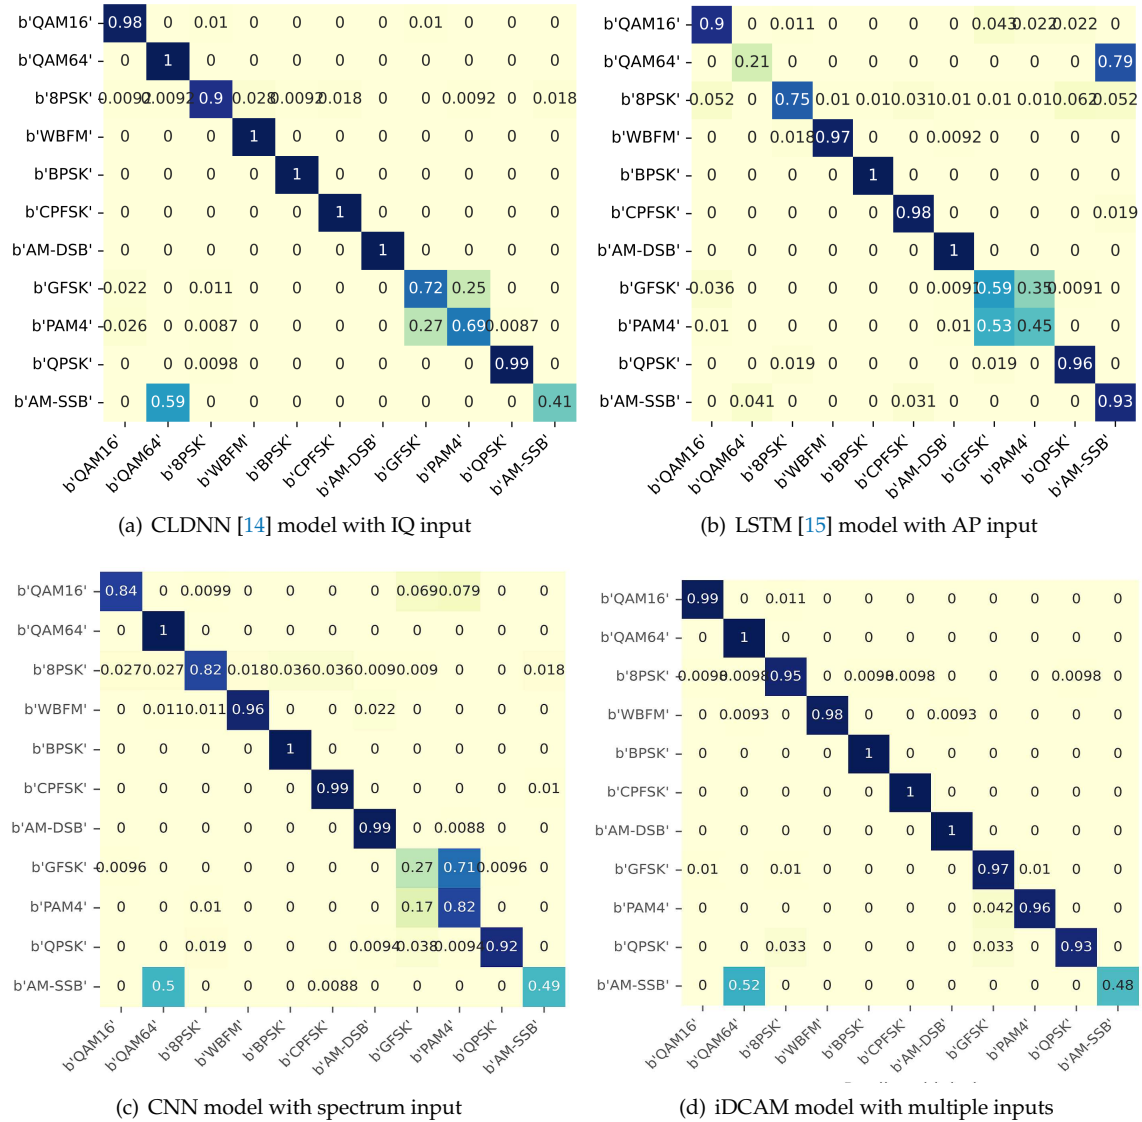 b'QAM16' 0.98 0 0.01 0 0 0 0 0.01 0 0 0
b'QAM64' 0 1 0 0 0 0 0 0 0 0 0
b'8PSK' 0.0092 0.0092 0.9 0.028 0.0092 0.018 0 0 0.0092 0 0.018
b'WBFM' 0 0 0 1 0 0 0 0 0 0 0
b'BPSK' 0 0 0 0 1 0 0 0 0 0 0
b'CPFSK' 0 0 0 0 0 1 0 0 0 0 0
b'AM-DSB' 0 0 0 0 0 0 1 0 0 0 0
b'GFSK' 0.022 0 0.011 0 0 0 0 0.72 0.25 0 0
b'PAM4' 0.026 0 0.0087 0 0 0 0 0.27 0.69 0.0087 0
b'QPSK' 0 0 0.0098 0 0 0 0 0 0 0.99 0
b'AM-SSB' 0 0.59 0 0 0 0 0 0 0 0 0.41
b'QAM16' b'QAM64' b'8PSK' b'WBFM' b'BPSK' b'CPFSK' b'AM-DSB' b'GFSK' b'PAM4' b'QPSK' b'AM-SSB'
(a) CLDNN [14] model with IQ input
b'QAM16' 0.9 0 0.011 0 0 0 0 0.043 0.022 0.022 0
b'QAM64' 0 0.21 0 0 0 0 0 0 0 0 0.79
b'8PSK' 0.052 0 0.75 0.01 0.01 0.031 0.01 0.01 0.01 0.062 0.052
b'WBFM' 0 0 0.018 0.97 0 0 0.0092 0 0 0 0
b'BPSK' 0 0 0 0 1 0 0 0 0 0 0
b'CPFSK' 0 0 0 0 0 0.98 0 0 0 0 0.019
b'AM-DSB' 0 0 0 0 0 0 1 0 0 0 0
b'GFSK' 0.036 0 0 0 0 0 0.0091 0.59 0.35 0.0091 0
b'PAM4' 0.01 0 0 0 0 0 0.01 0.53 0.45 0 0
b'QPSK' 0 0 0.019 0 0 0 0 0.019 0 0.96 0
b'AM-SSB' 0 0.041 0 0 0 0.031 0 0 0 0 0.93
b'QAM16' b'QAM64' b'8PSK' b'WBFM' b'BPSK' b'CPFSK' b'AM-DSB' b'GFSK' b'PAM4' b'QPSK' b'AM-SSB'
(b) LSTM [15] model with AP input
b'QAM16' 0.84 0 0.0099 0 0 0 0 0.069 0.079 0 0
b'QAM64' 0 1 0 0 0 0 0 0 0 0 0
b'8PSK' 0.027 0.027 0.82 0.018 0.036 0.036 0.009 0.009 0 0 0.018
b'WBFM' 0 0.011 0.011 0.96 0 0 0.022 0 0 0 0
b'BPSK' 0 0 0 0 1 0 0 0 0 0 0
b'CPFSK' 0 0 0 0 0 0.99 0 0 0 0 0.01
b'AM-DSB' 0 0 0 0 0 0 0.99 0 0.0088 0 0
b'GFSK' 0.0096 0 0 0 0 0 0 0.27 0.71 0.0096 0
b'PAM4' 0 0 0.01 0 0 0 0 0.17 0.82 0 0
b'QPSK' 0 0 0.019 0 0 0 0.0094 0.038 0.0094 0.92 0
b'AM-SSB' 0 0.5 0 0 0 0.0088 0 0 0 0 0.49
b'QAM16' b'QAM64' b'8PSK' b'WBFM' b'BPSK' b'CPFSK' b'AM-DSB' b'GFSK' b'PAM4' b'QPSK' b'AM-SSB'
(c) CNN model with spectrum input
b'QAM16' 0.99 0 0.011 0 0 0 0 0 0 0 0
b'QAM64' 0 1 0 0 0 0 0 0 0 0 0
b'8PSK' 0.0098 0.0098 0.95 0 0.0098 0.0098 0 0 0 0.0098 0
b'WBFM' 0 0.0093 0 0.98 0 0 0.0093 0 0 0 0
b'BPSK' 0 0 0 0 1 0 0 0 0 0 0
b'CPFSK' 0 0 0 0 0 1 0 0 0 0 0
b'AM-DSB' 0 0 0 0 0 0 1 0 0 0 0
b'GFSK' 0.01 0 0.01 0 0 0 0 0.97 0.01 0 0
b'PAM4' 0 0 0 0 0 0 0 0.042 0.96 0 0
b'QPSK' 0 0 0.033 0 0 0 0 0.033 0 0.93 0
b'AM-SSB' 0 0.52 0 0 0 0 0 0 0 0 0.48
b'QAM16' b'QAM64' b'8PSK' b'WBFM' b'BPSK' b'CPFSK' b'AM-DSB' b'GFSK' b'PAM4' b'QPSK' b'AM-SSB'
(d) iDCAM model with multiple inputs